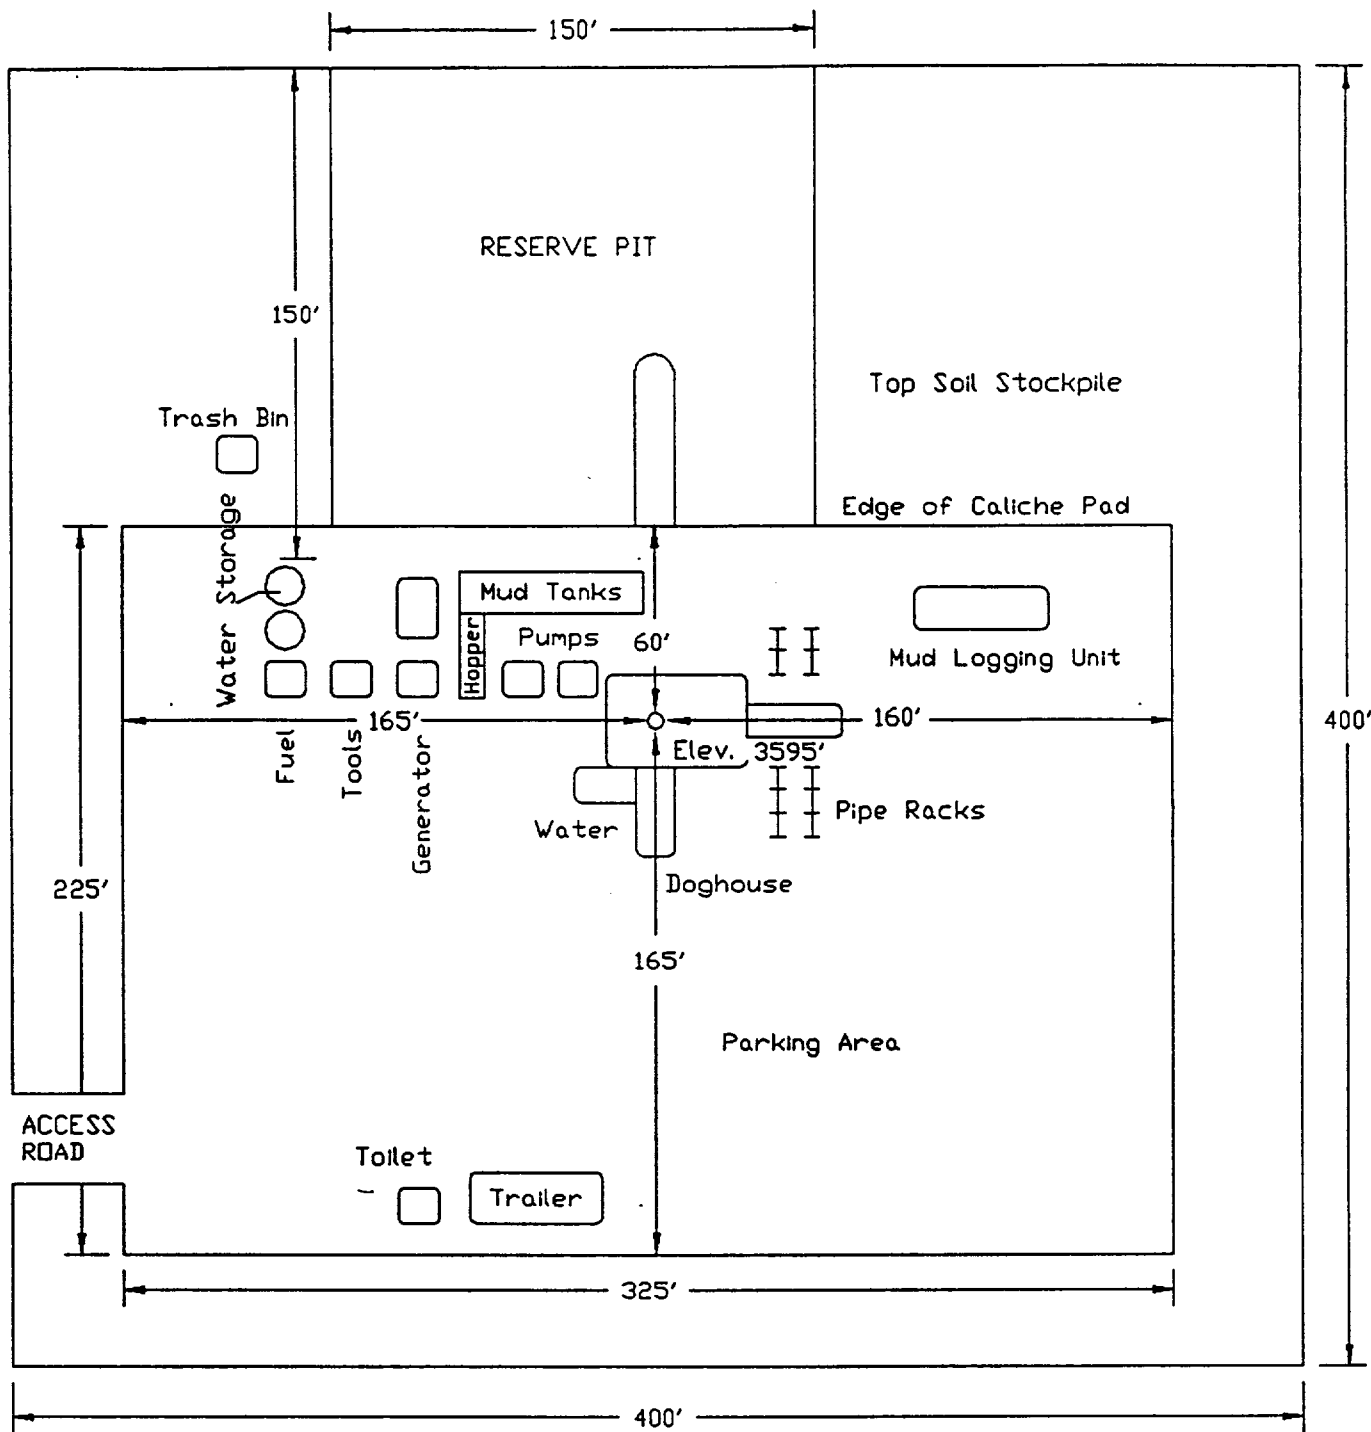 150'
RESERVE PIT
150'
Top Soil Stockpile
Trash Bin
Edge of Caliche Pad
Water Storage
Mud Tanks
Hopper
Pumps
60'
Mud Logging Unit
165'
160'
400'
Fuel
Tools
Generator
Elev. 3595'
Water
Pipe Racks
Doghouse
225'
165'
Parking Area
ACCESS
ROAD
Toilet
Trailer
325'
400'